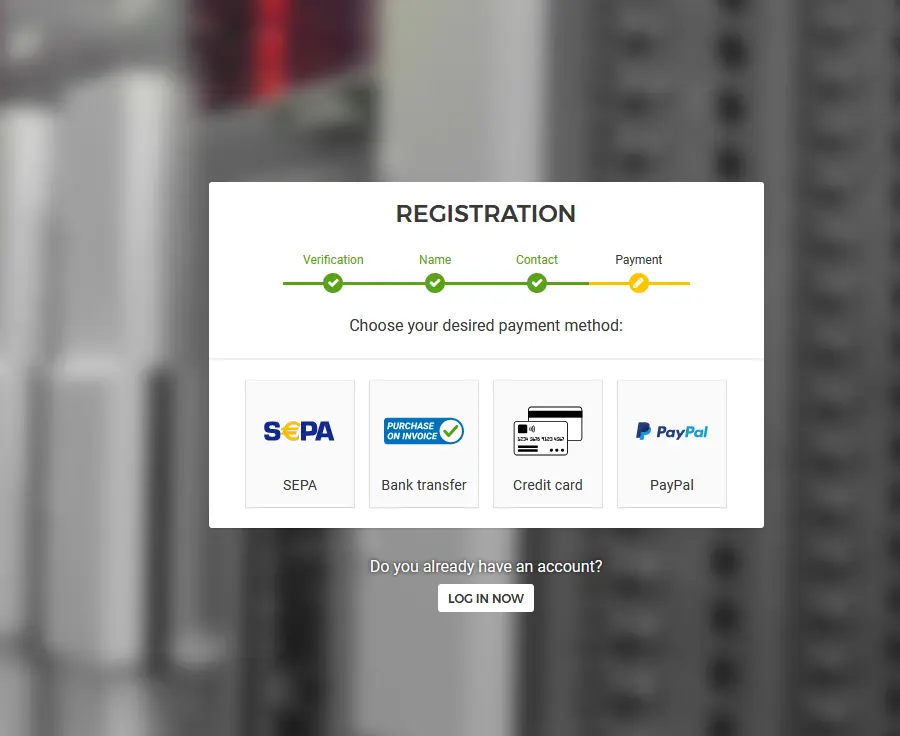 REGISTRATION
Verification
Name
Contact
Payment
Choose your desired payment method:
S€PA
SEPA
PURCHASE
ON INVOICE
Bank transfer
1234 5678 9123 4567
Credit card
PayPal
PayPal
Do you already have an account?
LOG IN NOW